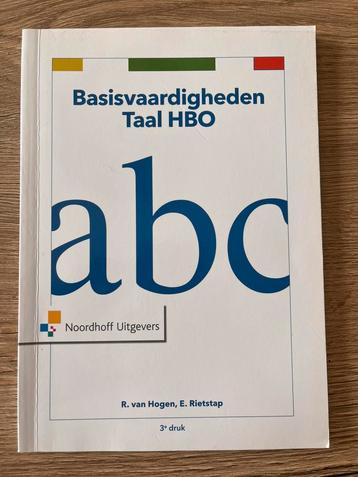 Basisvaardigheden
Taal HBO
abc
Noordhoff Uitgevers
R. van Hogen, E. Rietstap
3e druk